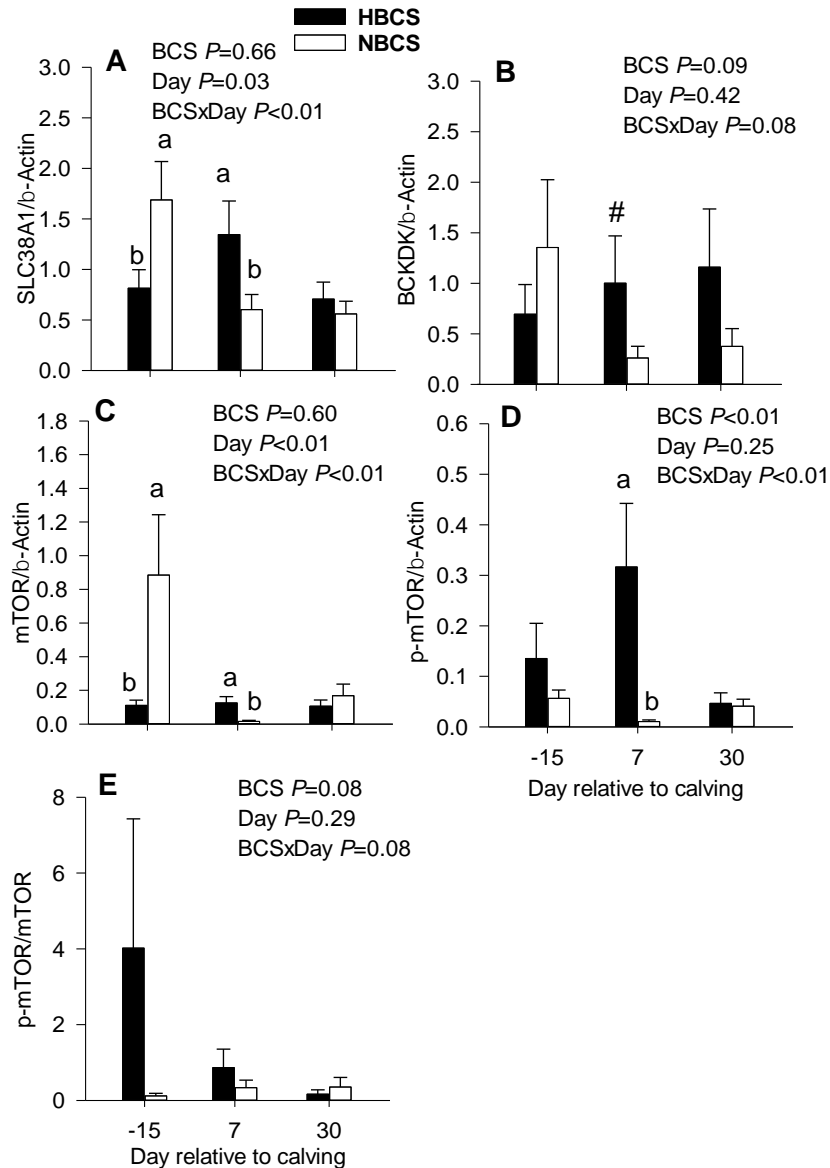 HBCS
NBCS
A
BCS P=0.66
Day P=0.03
BCSxDay P<0.01
SLC38A1/b-Actin
3.0
2.5
2.0
1.5
1.0
0.5
0.0
b
a
a
b
B
BCS P=0.09
Day P=0.42
BCSxDay P=0.08
BCKDK/b-Actin
3.0
2.5
2.0
1.5
1.0
0.5
0.0
#
C
BCS P=0.60
Day P<0.01
BCSxDay P<0.01
mTOR/b-Actin
1.8
1.6
1.4
1.2
1.0
0.8
0.6
0.4
0.2
0.0
b
a
a
b
D
BCS P<0.01
Day P=0.25
BCSxDay P<0.01
p-mTOR/b-Actin
0.6
0.5
0.4
0.3
0.2
0.1
0.0
a
b
-15 7 30
Day relative to calving
E
BCS P=0.08
Day P=0.29
BCSxDay P=0.08
p-mTOR/mTOR
8
6
4
2
0
-15 7 30
Day relative to calving